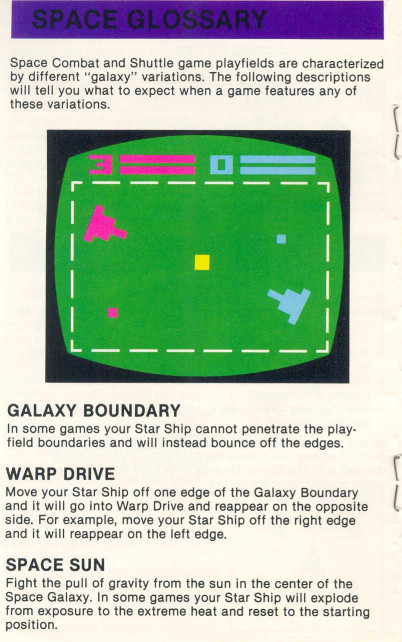 SPACE GLOSSARY
Space Combat and Shuttle game playfields are characterized
by different "galaxy" variations. The following descriptions
will tell you what to expect when a game features any of
these variations.
3 0
GALAXY BOUNDARY
In some games your Star Ship cannot penetrate the play-
field boundaries and will instead bounce off the edges.
WARP DRIVE
Move your Star Ship off one edge of the Galaxy Boundary
and it will go into Warp Drive and reappear on the opposite
side. For example, move your Star Ship off the right edge
and it will reappear on the left edge.
SPACE SUN
Fight the pull of gravity from the sun in the center of the
Space Galaxy. In some games your Star Ship will explode
from exposure to the extreme heat and reset to the starting
position.